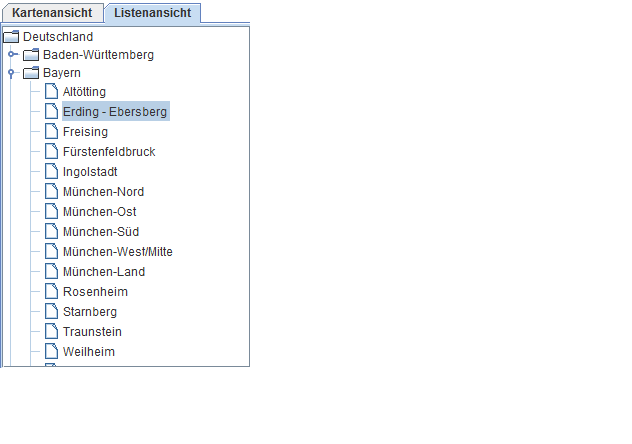 Kartenansicht Listenansicht
Deutschland
Baden-Württemberg
Bayern
Altötting
Erding - Ebersberg
Freising
Fürstenfeldbruck
Ingolstadt
München-Nord
München-Ost
München-Süd
München-West/Mitte
München-Land
Rosenheim
Starnberg
Traunstein
Weilheim